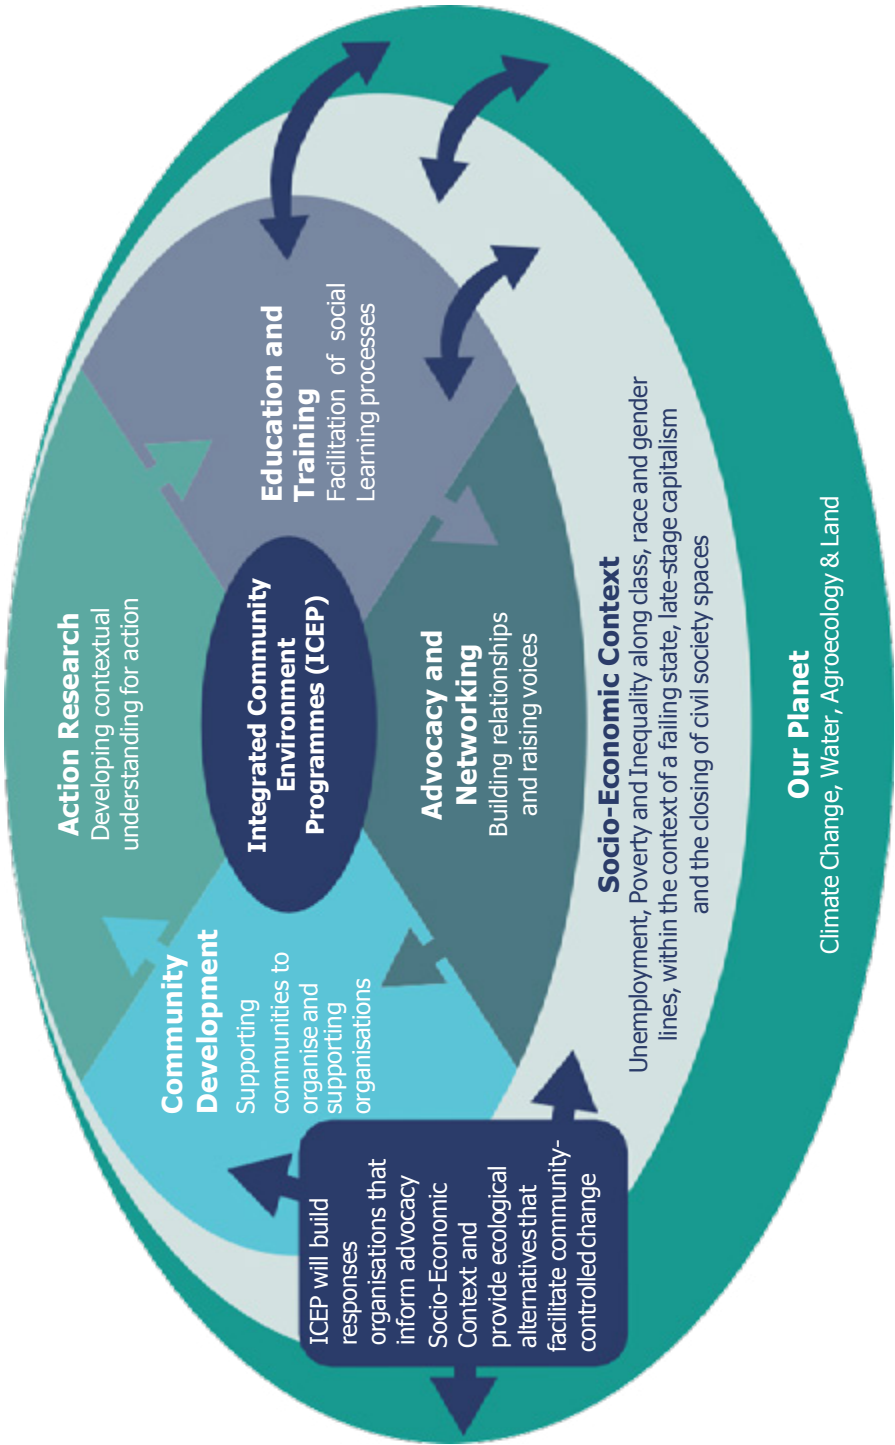 Action Research
Developing contextual
understanding for action
Community
Development
Supporting
communities to
organise and
supporting
organisations
Integrated Community
Environment
Programmes (ICEP)
Education and
Training
Facilitation of social
Learning processes
Advocacy and
Networking
Building relationships
and raising voices
ICEP will build
responses
organisations that
inform advocacy
Socio-Economic
Context and
provide ecological
alternatives that
facilitate community-
controlled change
Socio-Economic Context
Unemployment, Poverty and Inequality along class, race and gender
lines, within the context of a failing state, late-stage capitalism
and the closing of civil society spaces
Our Planet
Climate Change, Water, Agroecology & Land